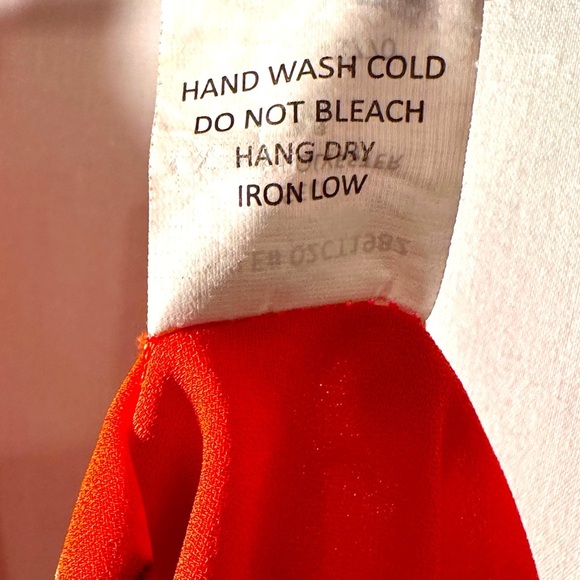 HAND WASH COLD
DO NOT BLEACH
HANG DRY
IRON LOW